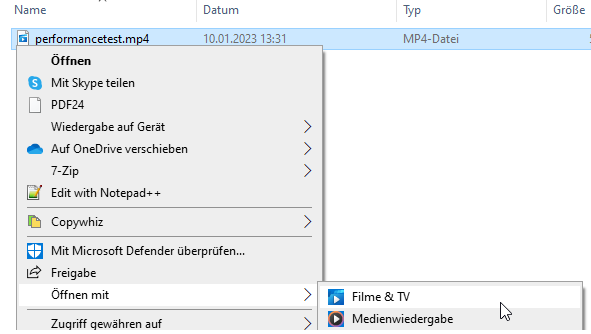 Name Datum Typ Größe
performancetest.mp4 10.01.2023 13:31 MP4-Datei
Öffnen
Mit Skype teilen
PDF24
Wiedergabe auf Gerät
Auf OneDrive verschieben
7-Zip
Edit with Notepad++
Copywhiz
Mit Microsoft Defender überprüfen...
Freigabe
Öffnen mit
Filme & TV
Medienwiedergabe
Zugriff gewähren auf